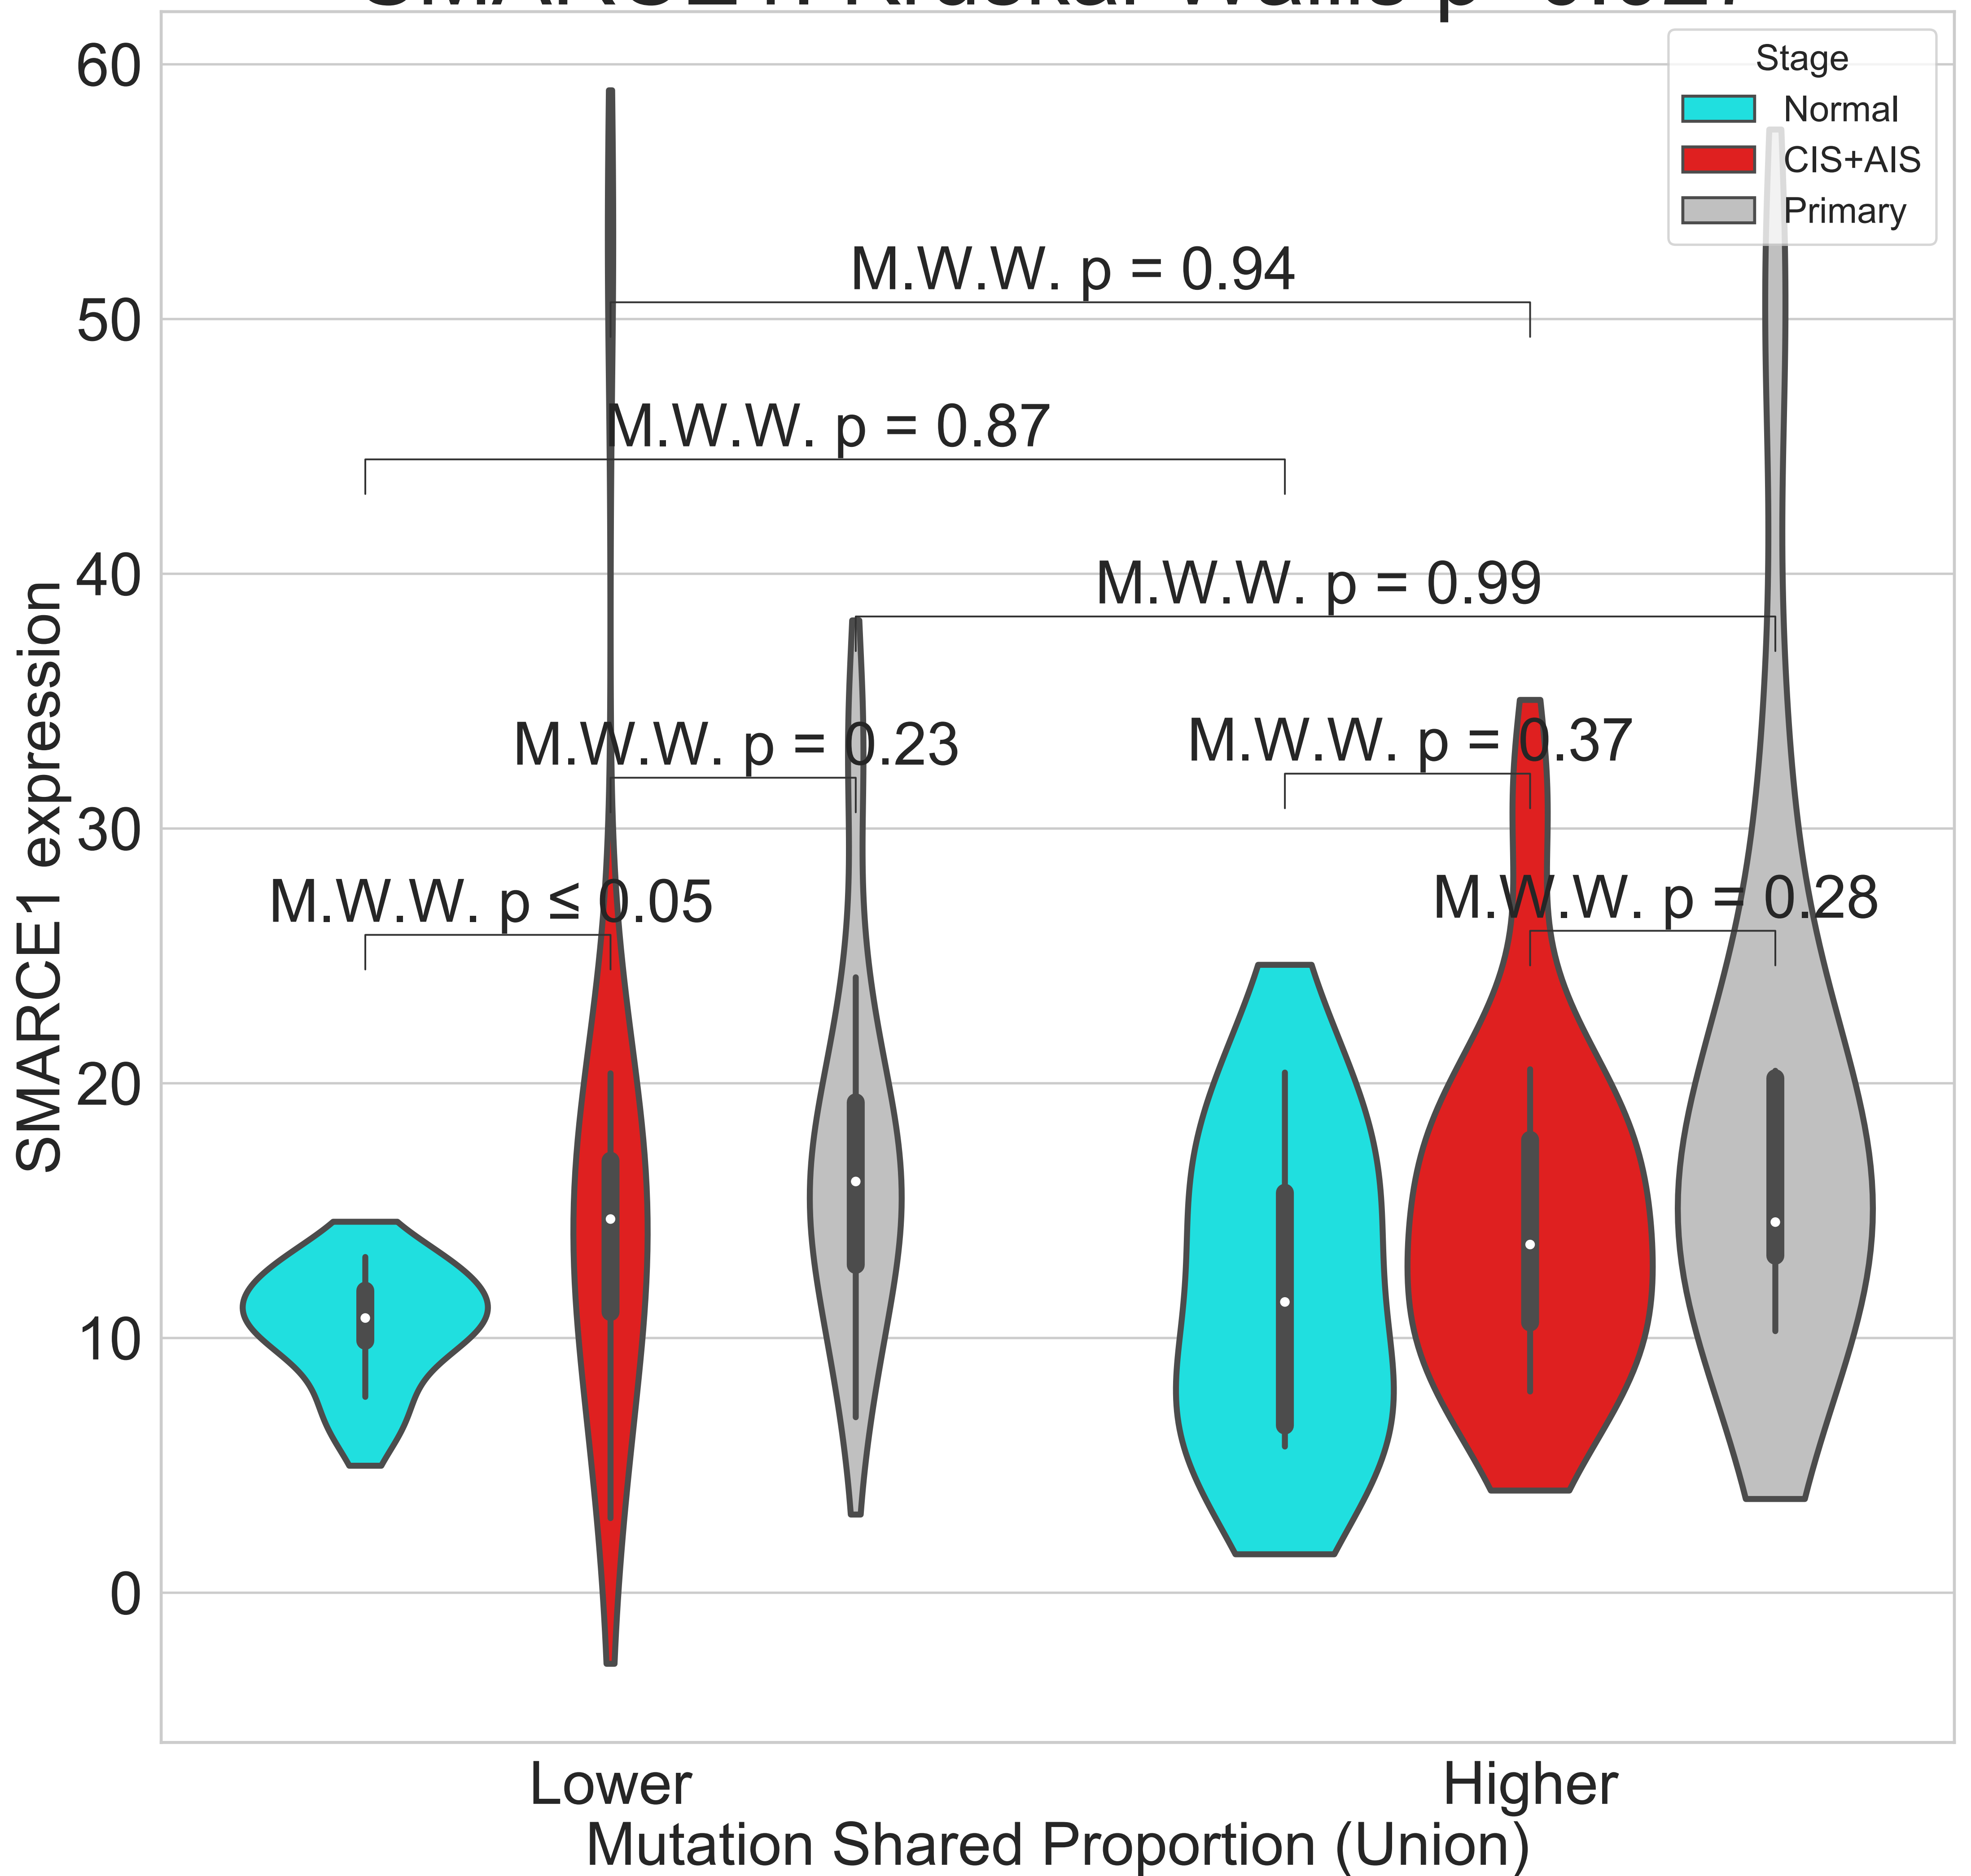 60
50
40
30
20
10
0
SMARCE1 expression
Stage
Normal
CIS+AIS
Primary
M.W.W. p = 0.94
M.W.W. p = 0.87
M.W.W. p = 0.99
M.W.W. p = 0.23
M.W.W. p = 0.37
M.W.W. p ≤ 0.05
M.W.W. p = 0.28
Lower
Higher
Mutation Shared Proportion (Union)